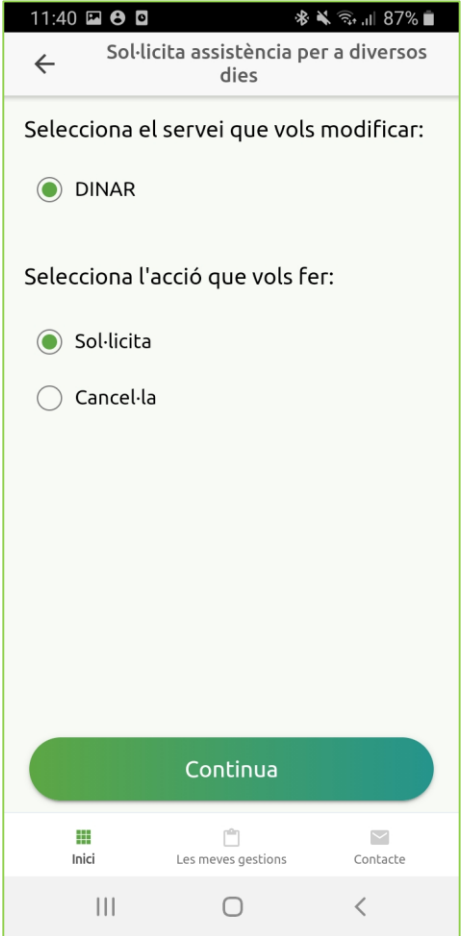 11:40
87%
Sol·licita assistència per a diversos
dies
Selecciona el servei que vols modificar:
DINAR
Selecciona l'acció que vols fer:
Sol·licita
Cancel·la
Continua
Inici
Les meves gestions
Contacte